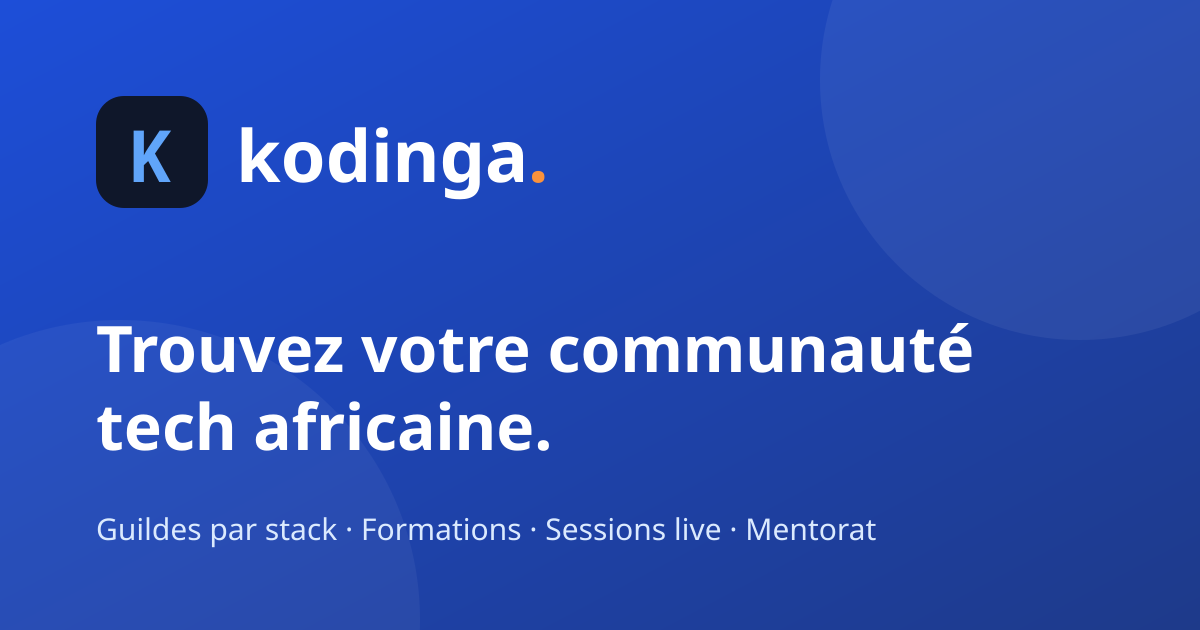 K kodinga.
Trouvez votre communauté
tech africaine.
Guildes par stack · Formations · Sessions live · Mentorat